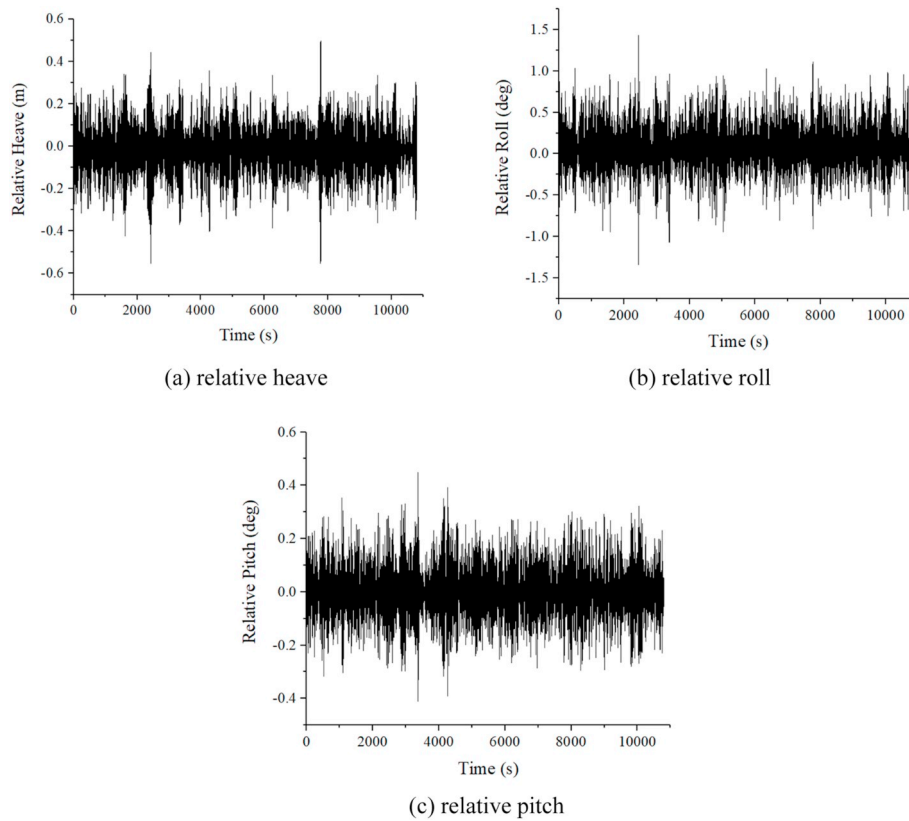 0.6
0.4
0.2
0.0
-0.2
-0.4
-0.6
Relative Heave (m)
0 2000 4000 6000 8000 10000
Time (s)
(a) relative heave
1.5
1.0
0.5
0.0
-0.5
-1.0
-1.5
Relative Roll (deg)
0 2000 4000 6000 8000 10000
Time (s)
(b) relative roll
0.6
0.4
0.2
0.0
-0.2
-0.4
Relative Pitch (deg)
0 2000 4000 6000 8000 10000
Time (s)
(c) relative pitch